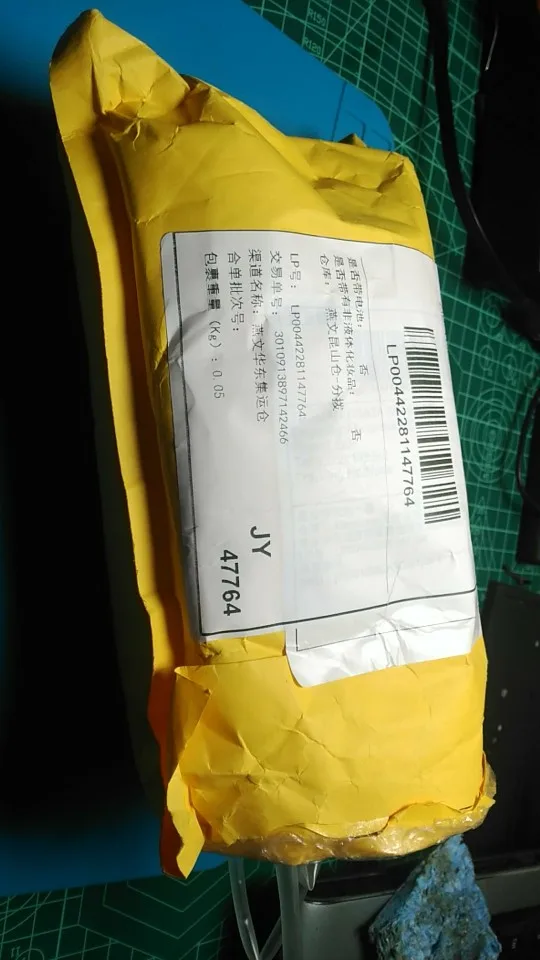 LP00442281147764
是否带电池： 否
是否带有非液体化妆品： 否
仓库： 燕文昆山仓-分拨
LP号： LP00442281147764
交易单号： 3010913897142466
渠道名称： 燕文华东集运仓
合单批次号：
包裹重量（Kg）：0.05
JY
47764
R150
R120